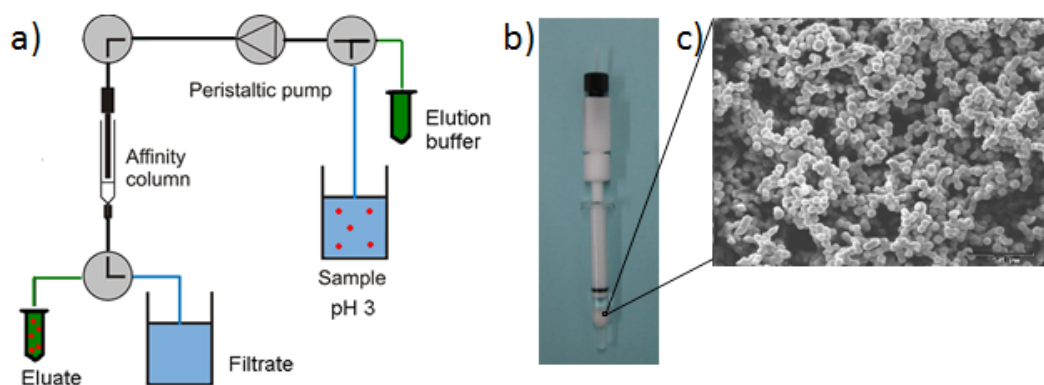 a)
Peristaltic pump
Elution
buffer
Affinity
column
Sample
pH 3
Eluate
Filtrate
b)
c)